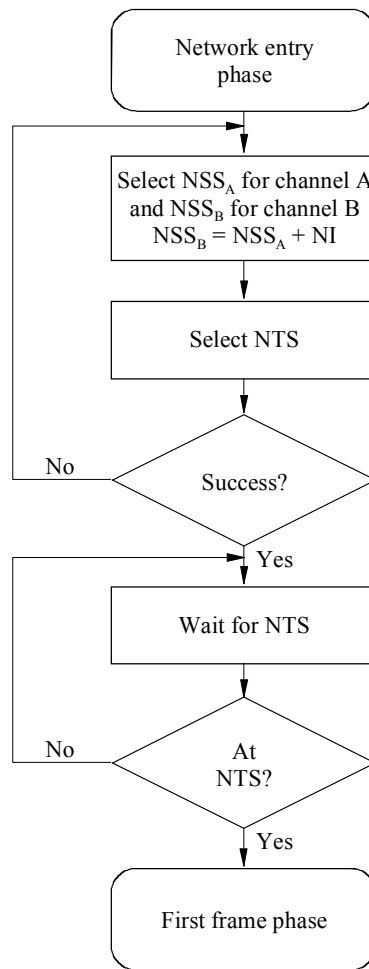 Network entry
phase
Select NSS_A for channel A
and NSS_B for channel B
NSS_B = NSS_A + NI
Select NTS
No
Success?
Yes
Wait for NTS
No
At
NTS?
Yes
First frame phase